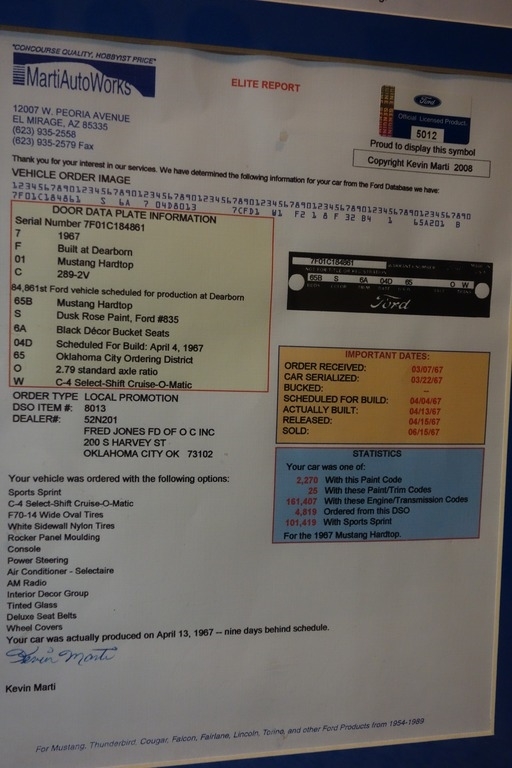 "CONCOURSE QUALITY, HOBBYIST PRICE"
MartiAutoWorks
ELITE REPORT
12007 W. PEORIA AVENUE
EL MIRAGE, AZ 85335
(623) 935-2558
(623) 935-2579 Fax
Ford
Official Licensed Product
5012
Proud to display this symbol
Copyright Kevin Marti 2008
Thank you for your interest in our services. We have determined the following information for your car from the Ford Database we have:
VEHICLE ORDER IMAGE
12345678901234567890123456789012345678901234567890123456789012345678901234567890
7F01C184861 S 6A 7 04D8013 7CFD1 W1 F2 1 8 F 32 B4 1 65A201 B
DOOR DATA PLATE INFORMATION
Serial Number 7F01C184861
7 1967
F Built at Dearborn
01 Mustang Hardtop
C 289-2V
84,861st Ford vehicle scheduled for production at Dearborn
65B Mustang Hardtop
S Dusk Rose Paint, Ford #835
6A Black Décor Bucket Seats
04D Scheduled For Build: April 4, 1967
65 Oklahoma City Ordering District
O 2.79 standard axle ratio
W C-4 Select-Shift Cruise-O-Matic
7F01C184861
65B S 6A 04D 65 O W
Ford
IMPORTANT DATES:
ORDER RECEIVED: 03/07/67
CAR SERIALIZED: 03/22/67
BUCKED: --
SCHEDULED FOR BUILD: 04/04/67
ACTUALLY BUILT: 04/13/67
RELEASED: 04/15/67
SOLD: 06/15/67
ORDER TYPE LOCAL PROMOTION
DSO ITEM #: 8013
DEALER#: 52N201
FRED JONES FD OF O C INC
200 S HARVEY ST
OKLAHOMA CITY OK 73102
STATISTICS
Your car was one of:
2,270 With this Paint Code
25 With these Paint/Trim Codes
161,407 With these Engine/Transmission Codes
4,819 Ordered from this DSO
101,419 With Sports Sprint
For the 1967 Mustang Hardtop.
Your vehicle was ordered with the following options:
Sports Sprint
C-4 Select-Shift Cruise-O-Matic
F70-14 Wide Oval Tires
White Sidewall Nylon Tires
Rocker Panel Moulding
Console
Power Steering
Air Conditioner - Selectaire
AM Radio
Interior Decor Group
Tinted Glass
Deluxe Seat Belts
Wheel Covers
Your car was actually produced on April 13, 1967 -- nine days behind schedule.
Kevin Marti
Kevin Marti
For Mustang, Thunderbird, Cougar, Falcon, Fairlane, Lincoln, Torino, and other Ford Products from 1954-1989